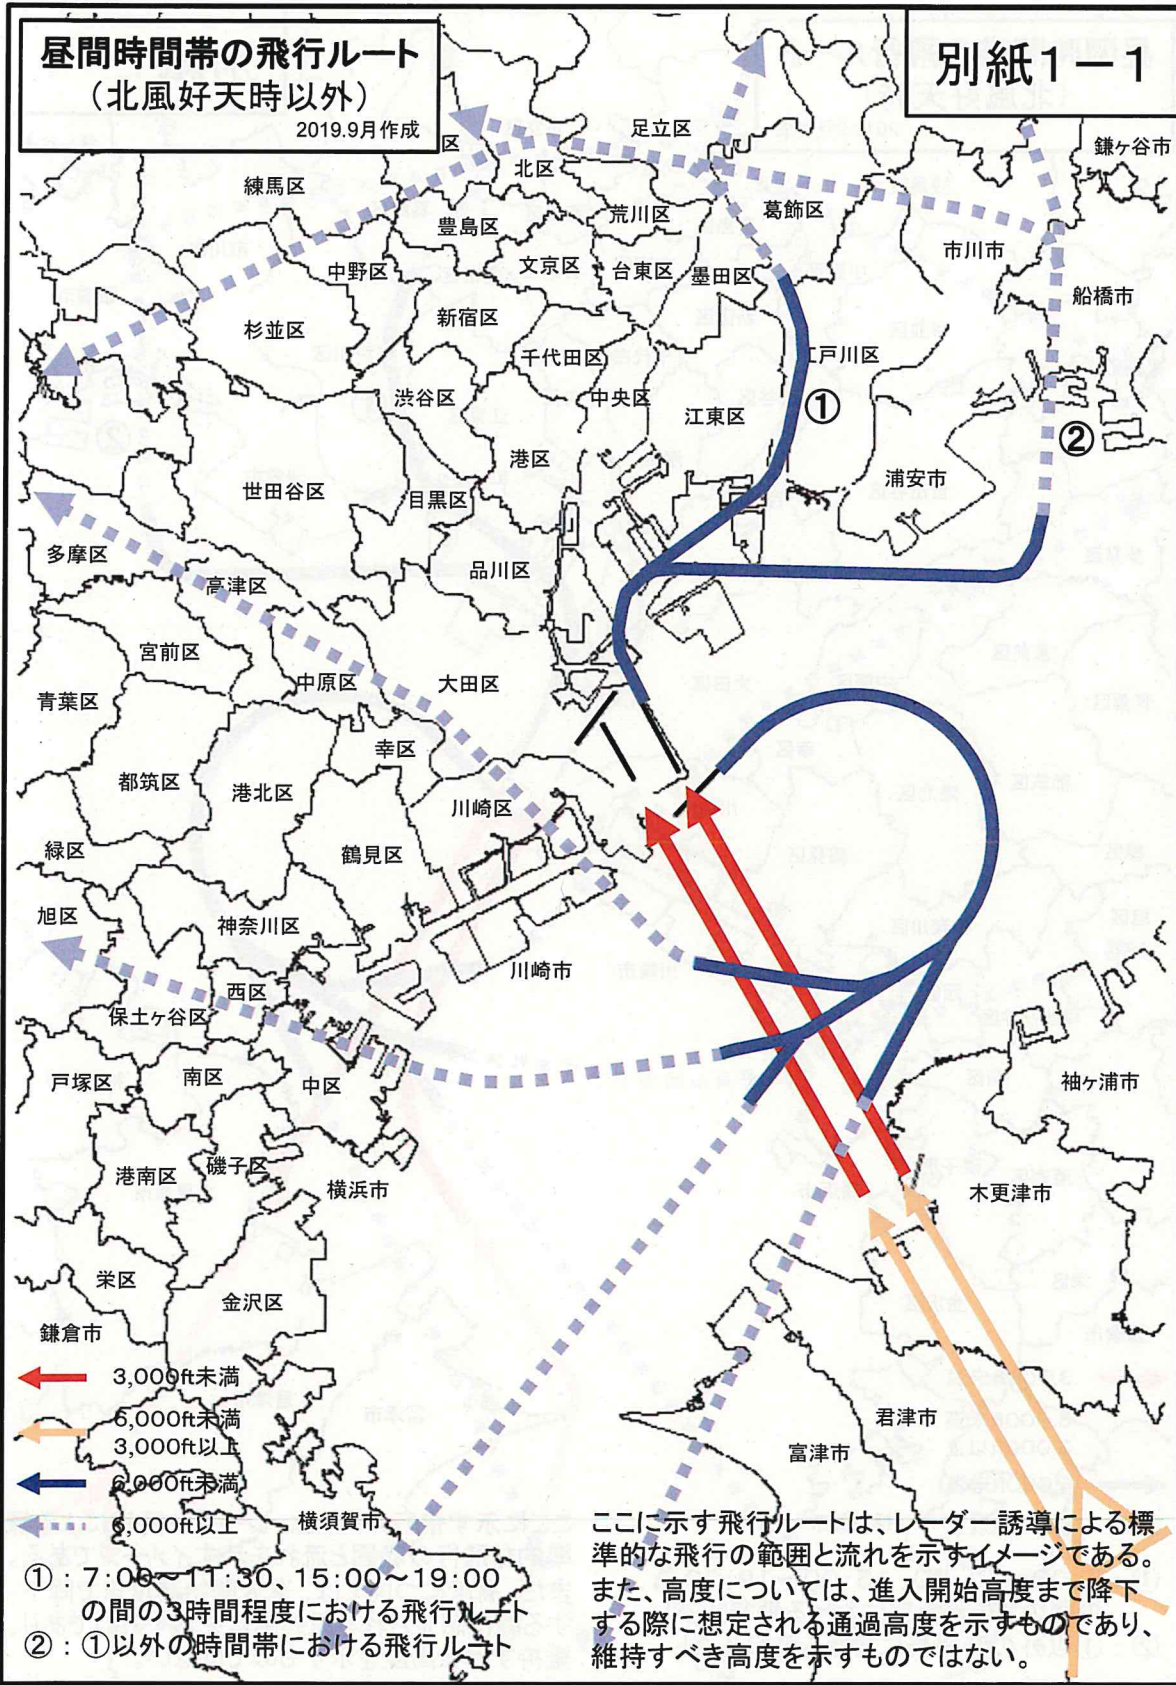 昼間時間帯の飛行ルート
（北風好天時以外）
2019.9月作成
別紙1－1
足立区
鎌ヶ谷市
区
北区
練馬区
葛飾区
荒川区
豊島区
市川市
文京区
台東区
墨田区
中野区
船橋市
新宿区
杉並区
千代田区
江戸川区
渋谷区
中央区
江東区
①
②
港区
浦安市
世田谷区
目黒区
多摩区
品川区
高津区
宮前区
中原区
大田区
青葉区
幸区
都筑区
港北区
川崎区
緑区
鶴見区
旭区
神奈川区
川崎市
西区
保土ヶ谷区
戸塚区
南区
中区
袖ヶ浦市
港南区
磯子区
横浜市
木更津市
栄区
金沢区
鎌倉市
3,000ft未満
君津市
6,000ft未満
3,000ft以上
富津市
6,000ft未満
6,000ft以上
横須賀市
①：7:00～11:30、15:00～19:00
の間の3時間程度における飛行ルート
②：①以外の時間帯における飛行ルート
ここに示す飛行ルートは、レーダー誘導による標
準的な飛行の範囲と流れを示すイメージである。
また、高度については、進入開始高度まで降下
する際に想定される通過高度を示すものであり、
維持すべき高度を示すものではない。